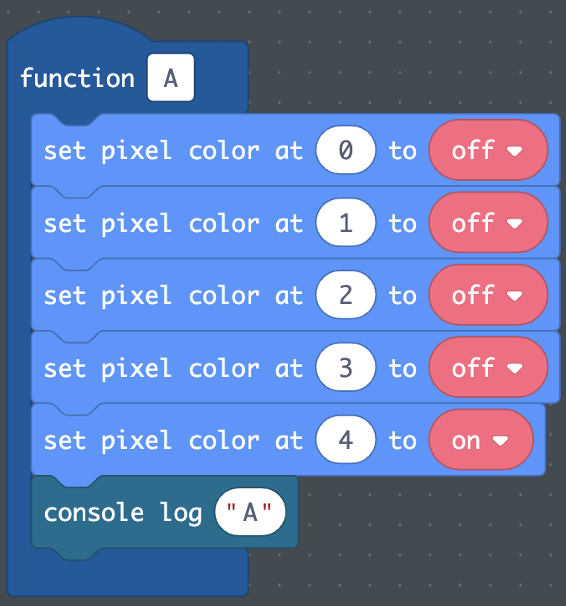 function A
set pixel color at 0 to off
set pixel color at 1 to off
set pixel color at 2 to off
set pixel color at 3 to off
set pixel color at 4 to on
console log "A"